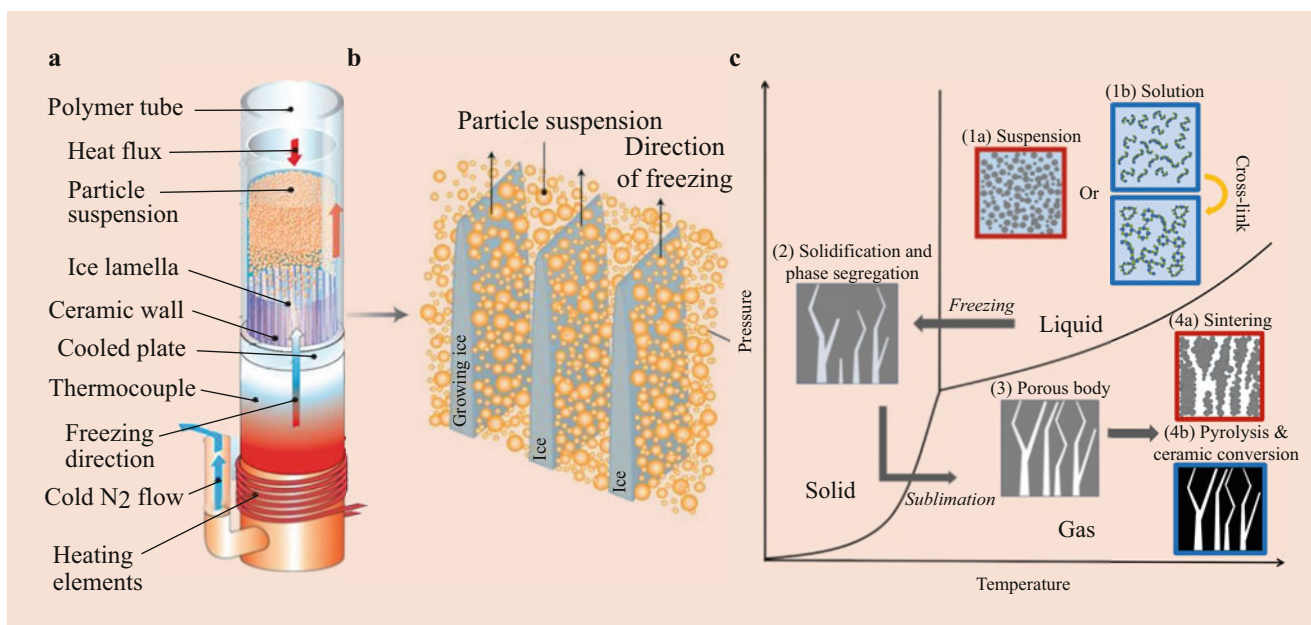 a
Polymer tube
Heat flux
Particle
suspension
Ice lamella
Ceramic wall
Cooled plate
Thermocouple
Freezing
direction
Cold N2 flow
Heating
elements
b
Particle suspension
Direction
of freezing
Growing ice
Ice
Ice
c
Pressure
(1a) Suspension
Or
(1b) Solution
Cross-link
(2) Solidification and
phase segregation
Freezing
Liquid
(3) Porous body
(4a) Sintering
(4b) Pyrolysis &
ceramic conversion
Solid
Sublimation
Gas
Temperature